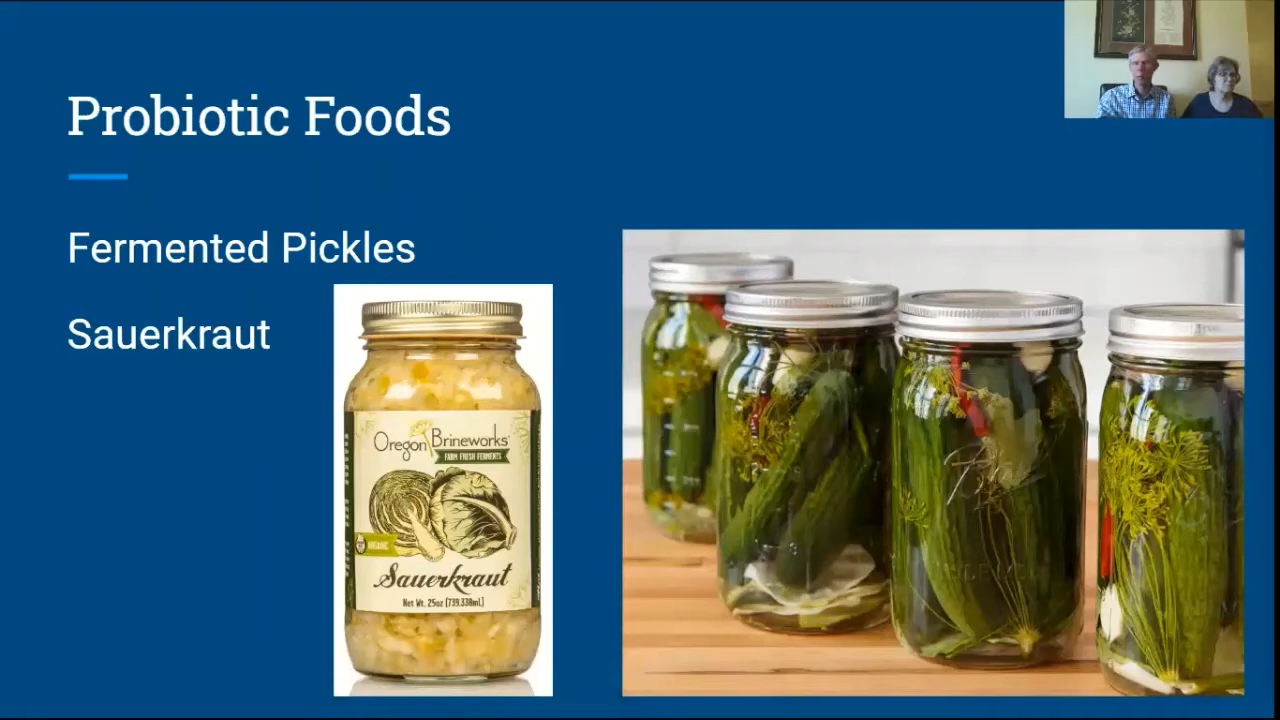 Probiotic Foods
Fermented Pickles
Sauerkraut
Oregon Brineworks
FARM FRESH FERMENTS
ORGANIC
Sauerkraut
Net Wt. 25oz (739.338mL)